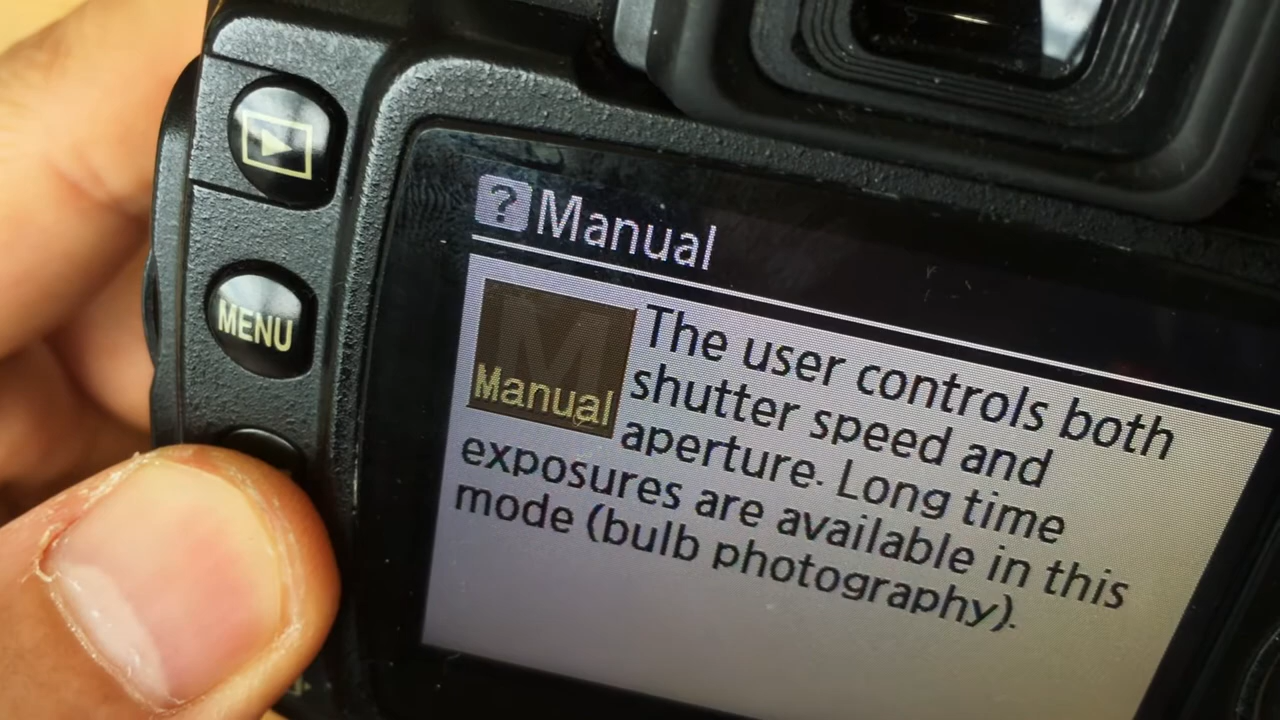 MENU
? Manual
M
Manual
The user controls both
shutter speed and
aperture. Long time
exposures are available in this
mode (bulb photography).